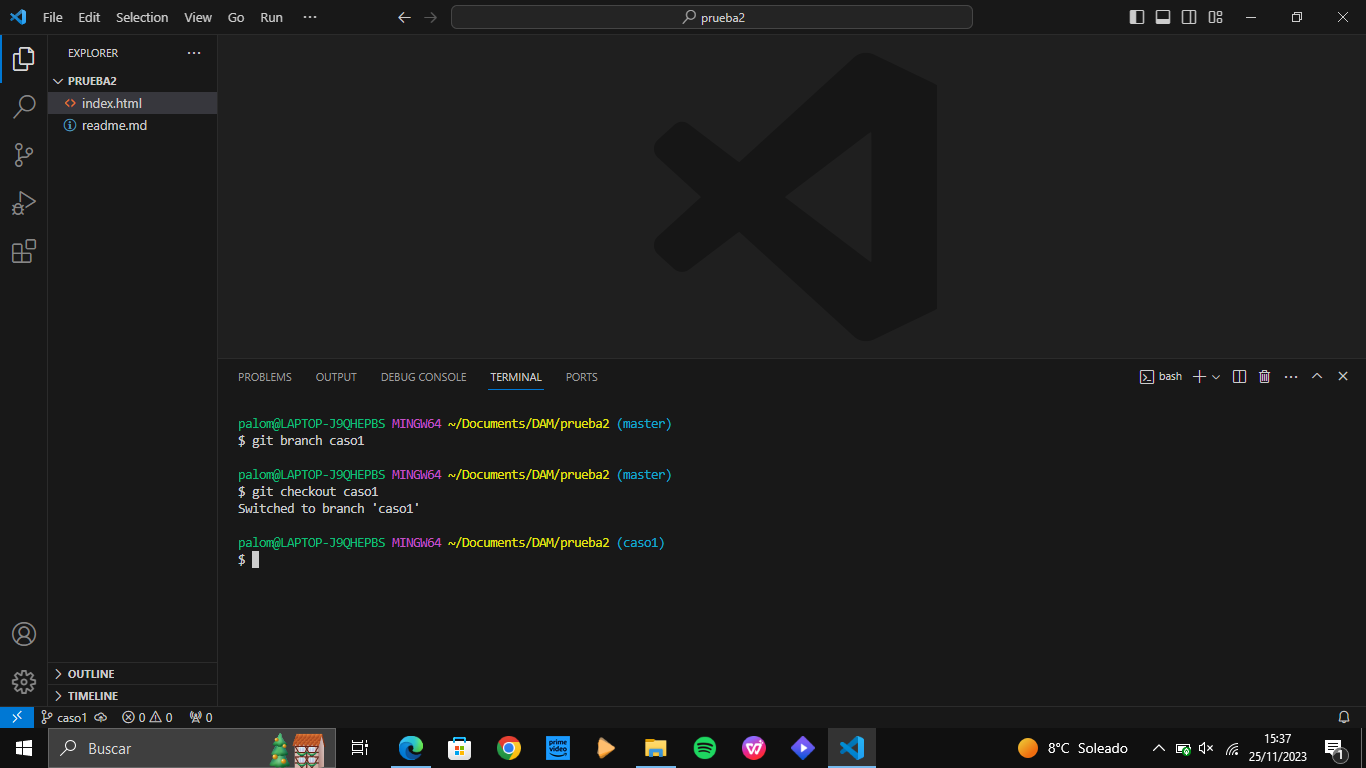 File Edit Selection View Go Run ···
prueba2
EXPLORER ···
PRUEBA2
index.html
readme.md
PROBLEMS OUTPUT DEBUG CONSOLE TERMINAL PORTS
bash
palom@LAPTOP-J9QHEPBS MINGW64 ~/Documents/DAM/prueba2 (master)
$ git branch caso1
palom@LAPTOP-J9QHEPBS MINGW64 ~/Documents/DAM/prueba2 (master)
$ git checkout caso1
Switched to branch 'caso1'
palom@LAPTOP-J9QHEPBS MINGW64 ~/Documents/DAM/prueba2 (caso1)
$
OUTLINE
TIMELINE
caso1 0 0 0
Buscar
prime video
8°C Soleado
15:37
25/11/2023
1